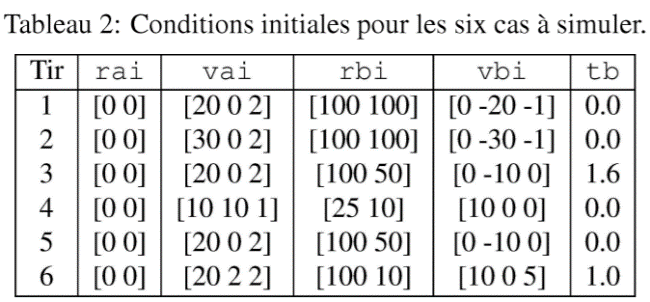 Tableau 2: Conditions initiales pour les six cas à simuler.
Tir rai vai rbi vbi tb
1 [0 0] [20 0 2] [100 100] [0 -20 -1] 0.0
2 [0 0] [30 0 2] [100 100] [0 -30 -1] 0.0
3 [0 0] [20 0 2] [100 50] [0 -10 0] 1.6
4 [0 0] [10 10 1] [25 10] [10 0 0] 0.0
5 [0 0] [20 0 2] [100 50] [0 -10 0] 0.0
6 [0 0] [20 2 2] [100 10] [10 0 5] 1.0